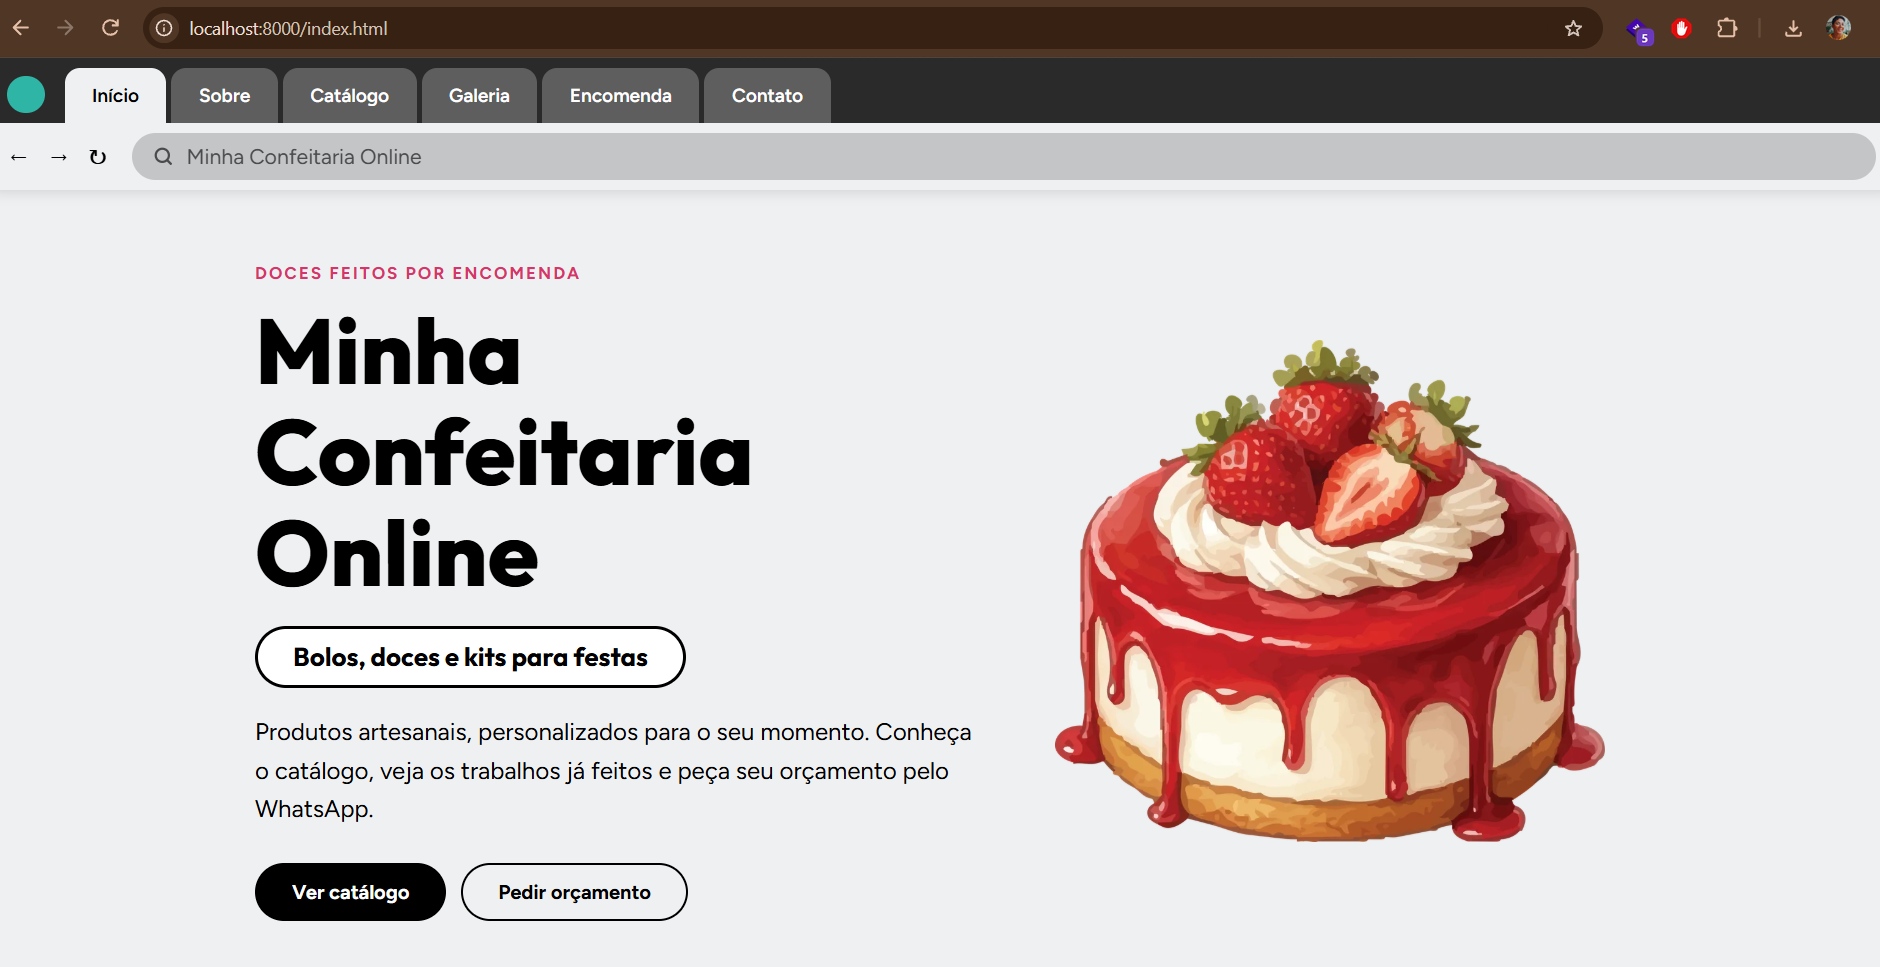 localhost:8000/index.html
5
Início
Sobre
Catálogo
Galeria
Encomenda
Contato
← → ↻ Minha Confeitaria Online
DOCES FEITOS POR ENCOMENDA
Minha
Confeitaria
Online
Bolos, doces e kits para festas
Produtos artesanais, personalizados para o seu momento. Conheça
o catálogo, veja os trabalhos já feitos e peça seu orçamento pelo
WhatsApp.
Ver catálogo
Pedir orçamento